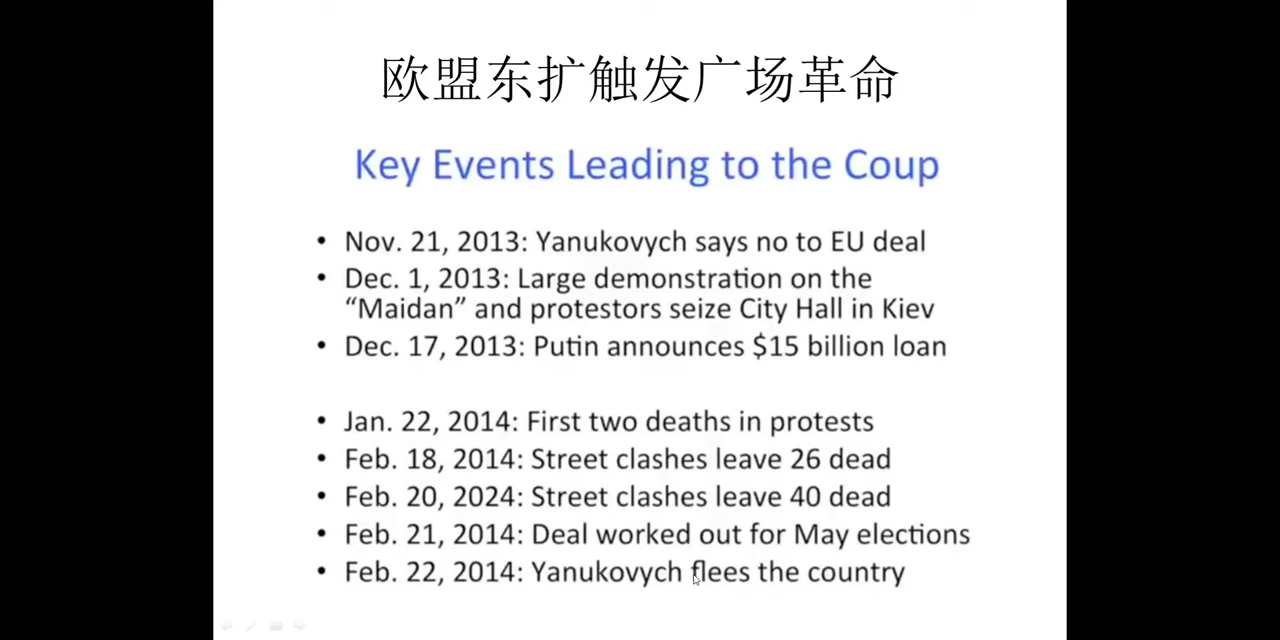 欧盟东扩触发广场革命
Key Events Leading to the Coup
• Nov. 21, 2013: Yanukovych says no to EU deal
• Dec. 1, 2013: Large demonstration on the
“Maidan” and protestors seize City Hall in Kiev
• Dec. 17, 2013: Putin announces $15 billion loan
• Jan. 22, 2014: First two deaths in protests
• Feb. 18, 2014: Street clashes leave 26 dead
• Feb. 20, 2024: Street clashes leave 40 dead
• Feb. 21, 2014: Deal worked out for May elections
• Feb. 22, 2014: Yanukovych flees the country